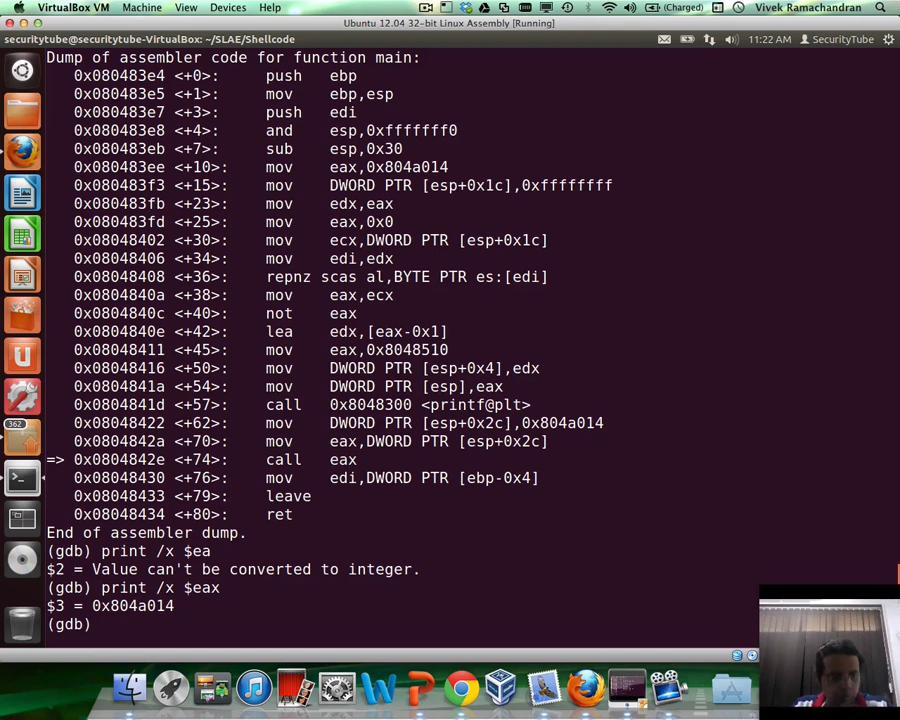 VirtualBox VM Machine View Devices Help (Charged) Vivek Ramachandran
Ubuntu 12.04 32-bit Linux Assembly [Running]
securitytube@securitytube-VirtualBox: ~/SLAE/Shellcode 11:22 AM SecurityTube
Dump of assembler code for function main:
0x080483e4 <+0>: push ebp
0x080483e5 <+1>: mov ebp,esp
0x080483e7 <+3>: push edi
0x080483e8 <+4>: and esp,0xfffffff0
0x080483eb <+7>: sub esp,0x30
0x080483ee <+10>: mov eax,0x804a014
0x080483f3 <+15>: mov DWORD PTR [esp+0x1c],0xffffffff
0x080483fb <+23>: mov edx,eax
0x080483fd <+25>: mov eax,0x0
0x08048402 <+30>: mov ecx,DWORD PTR [esp+0x1c]
0x08048406 <+34>: mov edi,edx
0x08048408 <+36>: repnz scas al,BYTE PTR es:[edi]
0x0804840a <+38>: mov eax,ecx
0x0804840c <+40>: not eax
0x0804840e <+42>: lea edx,[eax-0x1]
0x08048411 <+45>: mov eax,0x8048510
0x08048416 <+50>: mov DWORD PTR [esp+0x4],edx
0x0804841a <+54>: mov DWORD PTR [esp],eax
0x0804841d <+57>: call 0x8048300 <printf@plt>
0x08048422 <+62>: mov DWORD PTR [esp+0x2c],0x804a014
0x0804842a <+70>: mov eax,DWORD PTR [esp+0x2c]
=> 0x0804842e <+74>: call eax
0x08048430 <+76>: mov edi,DWORD PTR [ebp-0x4]
0x08048433 <+79>: leave
0x08048434 <+80>: ret
End of assembler dump.
(gdb) print /x $ea
$2 = Value can't be converted to integer.
(gdb) print /x $eax
$3 = 0x804a014
(gdb)
362